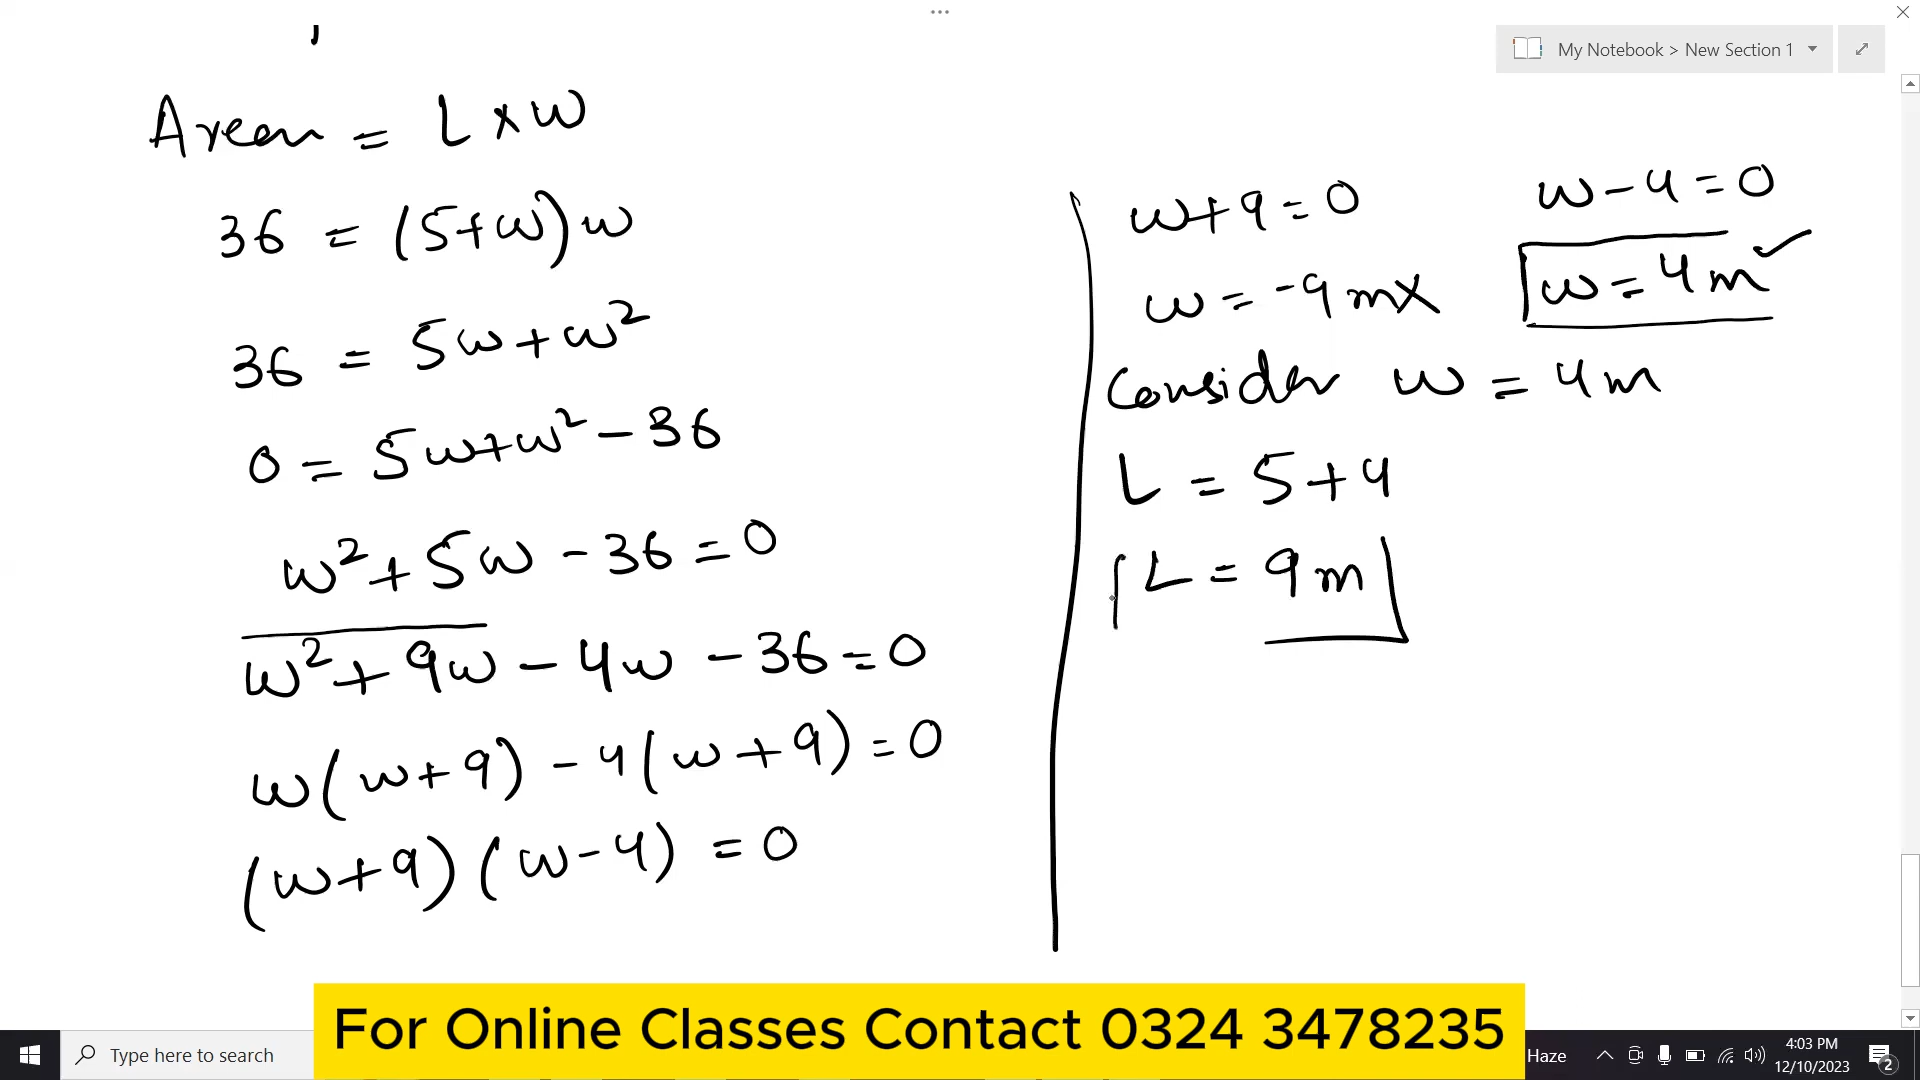 My Notebook > New Section 1
Area = L × w
36 = (5+w)w
36 = 5w+w²
0 = 5w+w²-36
w²+5w-36=0
w²+9w-4w-36=0
w(w+9)-4(w+9)=0
(w+9)(w-4)=0
w+9=0
w=-9m×
w-4=0
w=4m✓
Consider w=4m
L=5+4
L=9m
For Online Classes Contact 0324 3478235
Type here to search
Haze
4:03 PM
12/10/2023
2